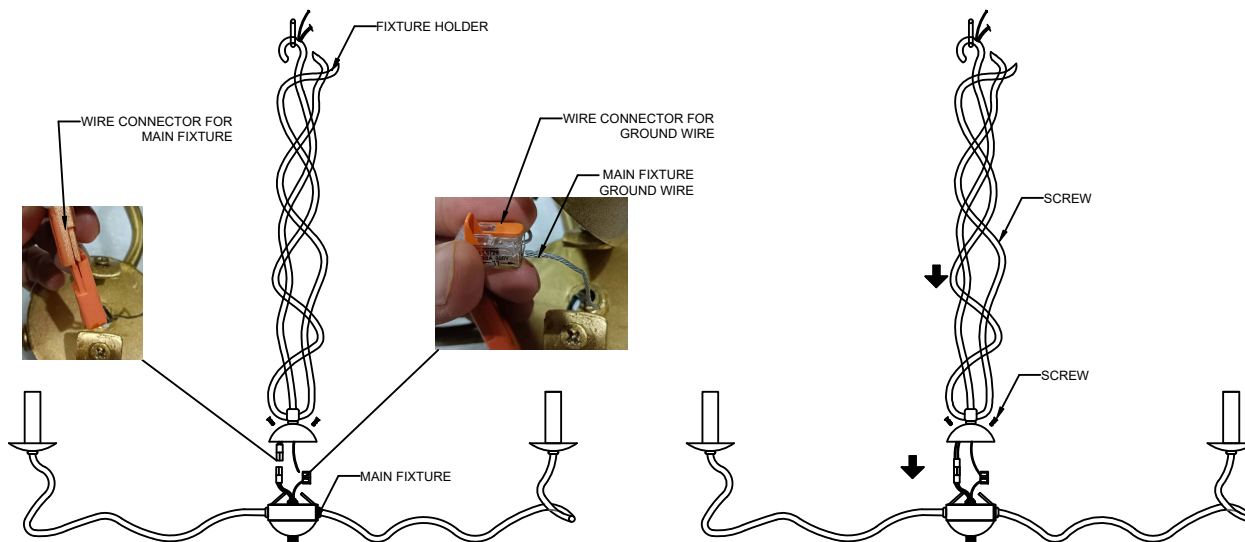 FIXTURE HOLDER
WIRE CONNECTOR FOR
MAIN FIXTURE
WIRE CONNECTOR FOR
GROUND WIRE
MAIN FIXTURE
GROUND WIRE
MAIN FIXTURE
SCREW
SCREW